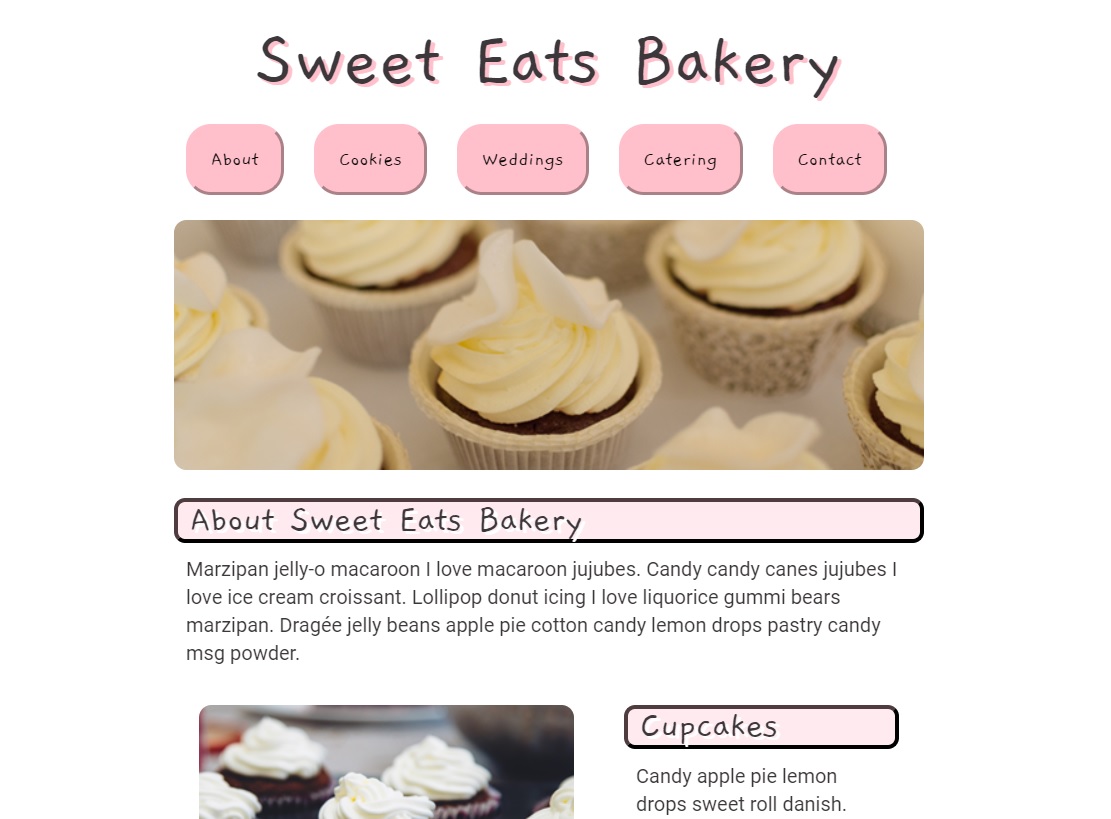 Sweet Eats Bakery
About
Cookies
Weddings
Catering
Contact
About Sweet Eats Bakery
Marzipan jelly-o macaroon I love macaroon jujubes. Candy candy canes jujubes I
love ice cream croissant. Lollipop donut icing I love liquorice gummi bears
marzipan. Dragée jelly beans apple pie cotton candy lemon drops pastry candy
msg powder.
Cupcakes
Candy apple pie lemon
drops sweet roll danish.